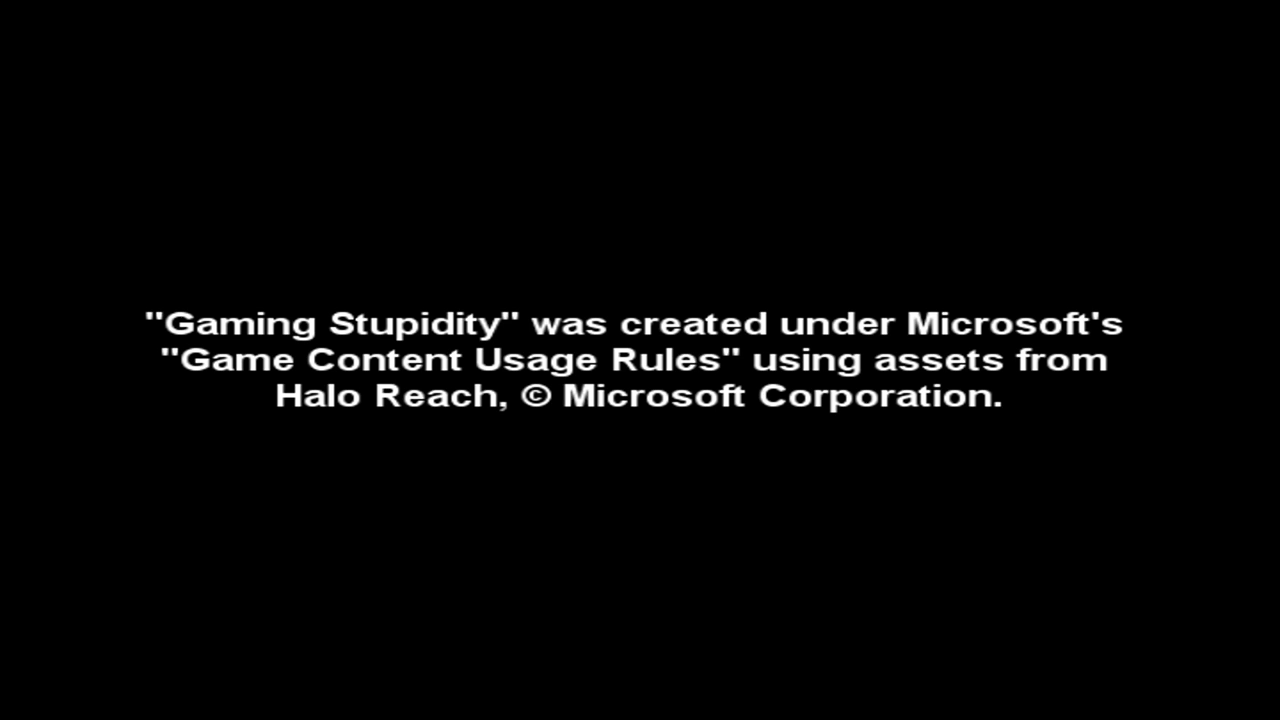 "Gaming Stupidity" was created under Microsoft's
"Game Content Usage Rules" using assets from
Halo Reach, © Microsoft Corporation.